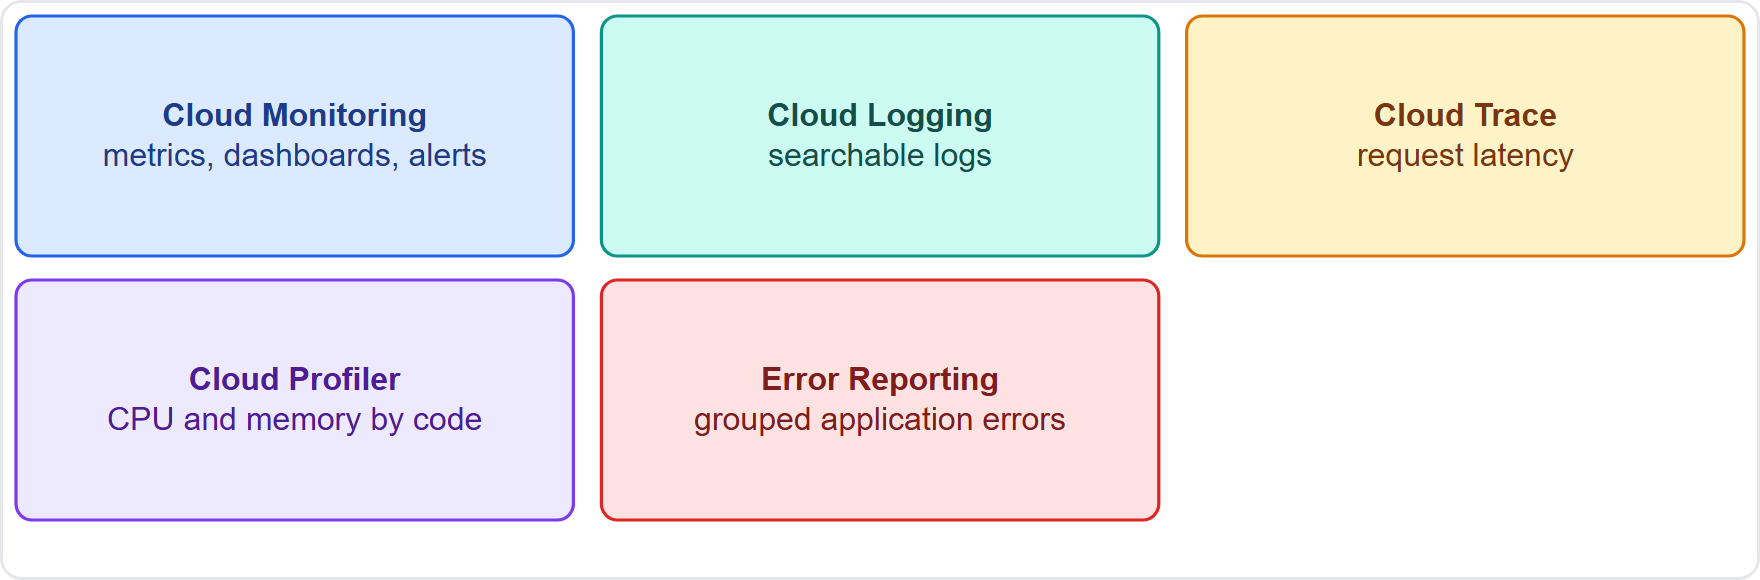 Cloud Monitoring
metrics, dashboards, alerts
Cloud Logging
searchable logs
Cloud Trace
request latency
Cloud Profiler
CPU and memory by code
Error Reporting
grouped application errors